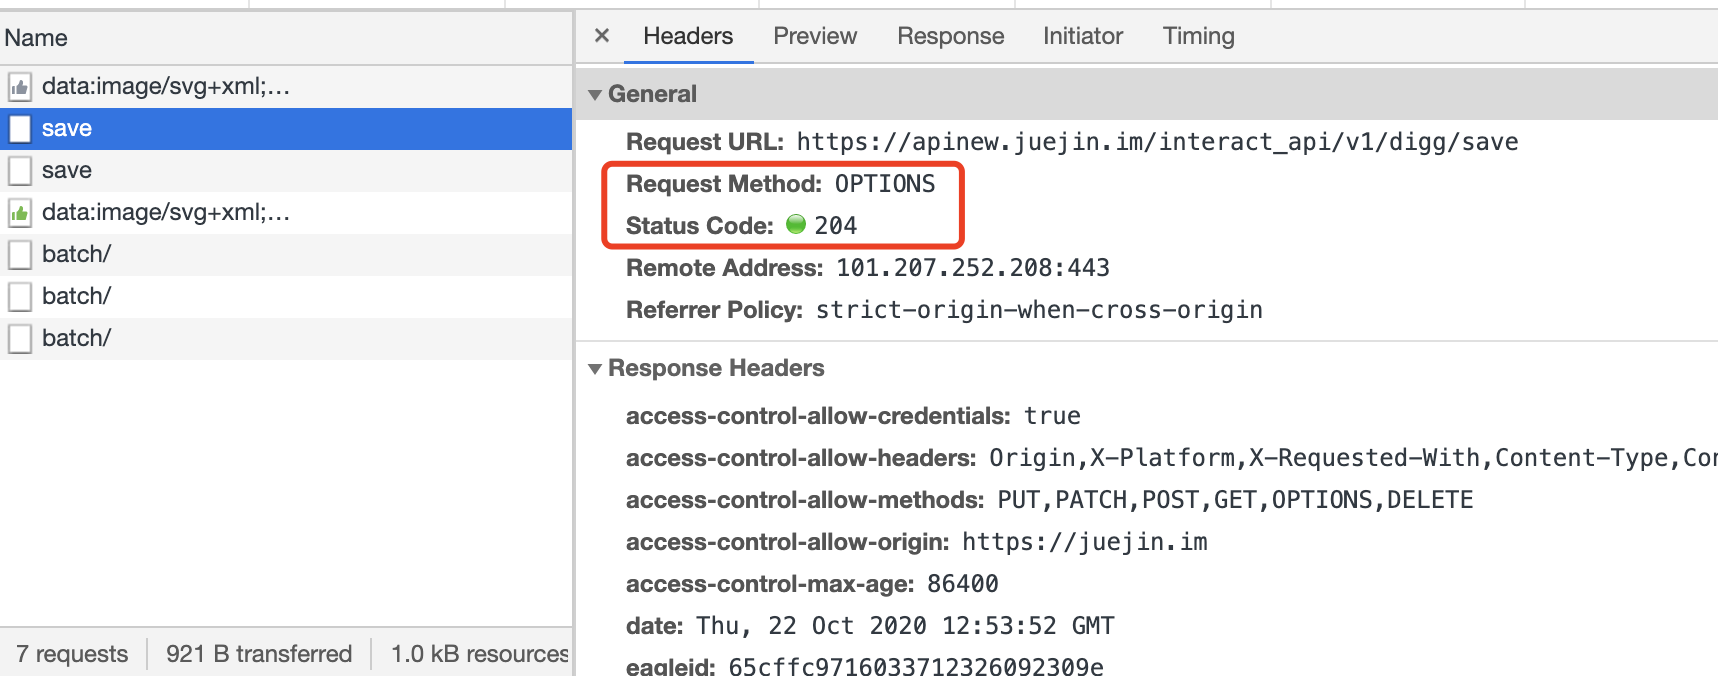 Name
data:image/svg+xml;…
save
save
data:image/svg+xml;…
batch/
batch/
batch/
7 requests 921 B transferred 1.0 kB resources
× Headers Preview Response Initiator Timing
General
Request URL: https://apinew.juejin.im/interact_api/v1/digg/save
Request Method: OPTIONS
Status Code: 204
Remote Address: 101.207.252.208:443
Referrer Policy: strict-origin-when-cross-origin
Response Headers
access-control-allow-credentials: true
access-control-allow-headers: Origin,X-Platform,X-Requested-With,Content-Type,Con
access-control-allow-methods: PUT,PATCH,POST,GET,OPTIONS,DELETE
access-control-allow-origin: https://juejin.im
access-control-max-age: 86400
date: Thu, 22 Oct 2020 12:53:52 GMT
eagleid: 65cffc9716033712326092309e